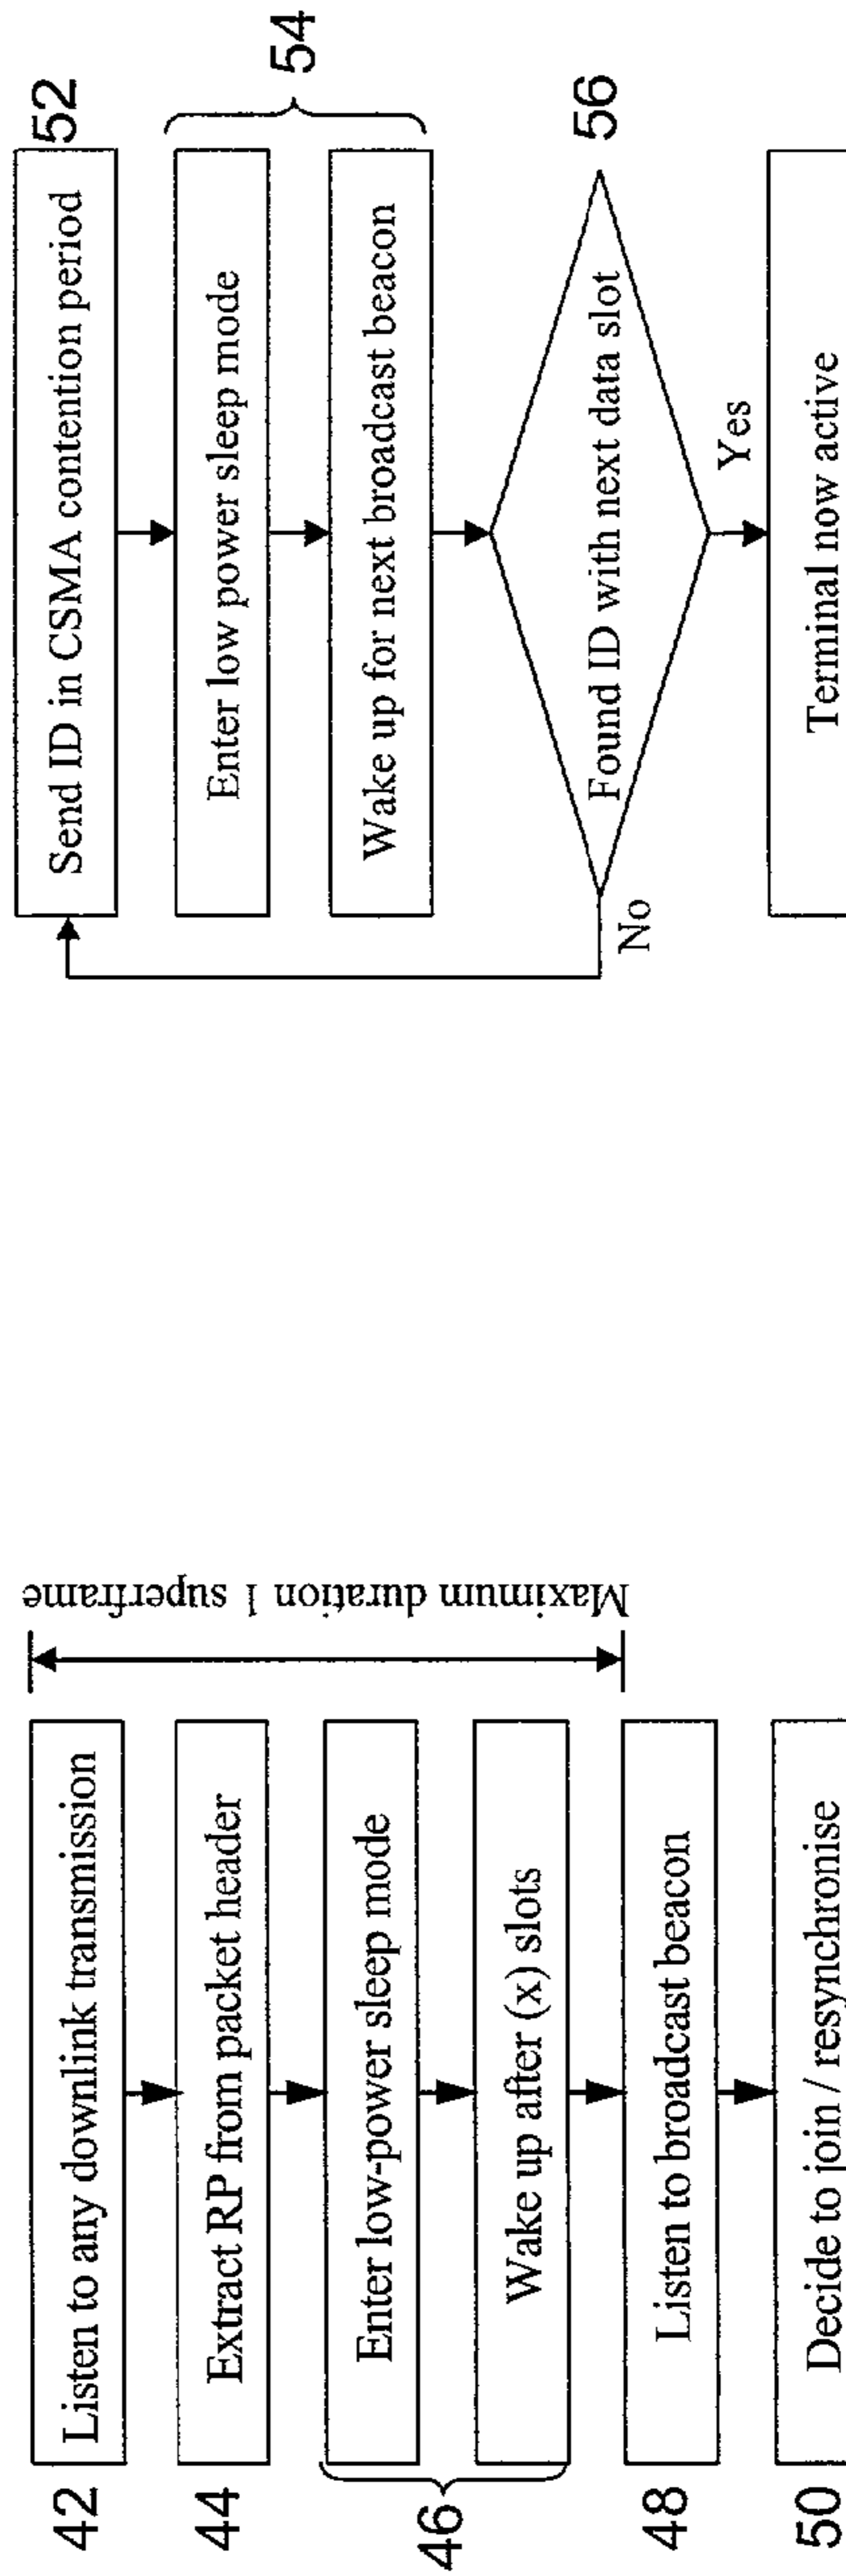 42
Listen to any downlink transmission
44
Extract RP from packet header
46
Enter low-power sleep mode
Wake up after (x) slots
48
Listen to broadcast beacon
50
Decide to join / resynchronise
Maximum duration 1 superframe
Send ID in CSMA contention period
52
Enter low power sleep mode
Wake up for next broadcast beacon
54
Found ID with next data slot
56
No
Yes
Terminal now active